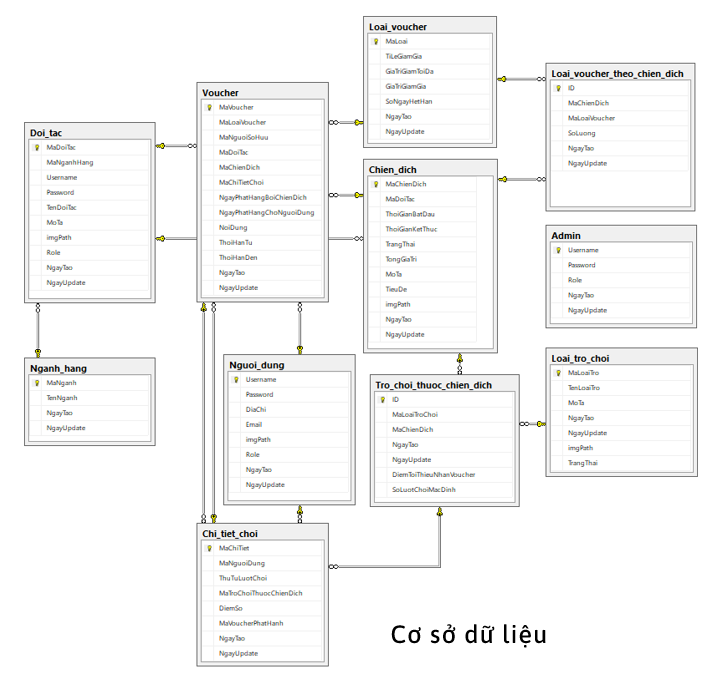 Loai_voucher
MaLoai
TiLeGiamGia
GiaTriGiamToiDa
GiaTriGiamGia
SoNgayHetHan
NgayTao
NgayUpdate
Loai_voucher_theo_chien_dich
ID
MaChienDich
MaLoaiVoucher
SoLuong
NgayTao
NgayUpdate
Voucher
MaVoucher
MaLoaiVoucher
MaNguoiSoHuu
MaDoiTac
MaChienDich
MaChiTietChoi
NgayPhatHangBoiChienDich
NgayPhatHangChoNguoiDung
NoiDung
ThoiHanTu
ThoiHanDen
NgayTao
NgayUpdate
Doi_tac
MaDoiTac
MaNganhHang
Username
Password
TenDoiTac
MoTa
imgPath
Role
NgayTao
NgayUpdate
Chien_dich
MaChienDich
MaDoiTac
ThoiGianBatDau
ThoiGianKetThuc
TrangThai
TongGiaTri
MoTa
TieuDe
imgPath
NgayTao
NgayUpdate
Admin
Username
Password
Role
NgayTao
NgayUpdate
Nganh_hang
MaNganh
TenNganh
NgayTao
NgayUpdate
Nguoi_dung
Username
Password
DiaChi
Email
imgPath
Role
NgayTao
NgayUpdate
Tro_choi_thuoc_chien_dich
ID
MaLoaiTroChoi
MaChienDich
NgayTao
NgayUpdate
DiemToiThieuNhanVoucher
SoLuotChoiMacDinh
Loai_tro_choi
MaLoaiTro
TenLoaiTro
MoTa
NgayTao
NgayUpdate
imgPath
TrangThai
Chi_tiet_choi
MaChiTiet
MaNguoiDung
ThuTuLuotChoi
MaTroChoiThuocChienDich
DiemSo
MaVoucherPhatHanh
NgayTao
NgayUpdate
Cơ sở dữ liệu